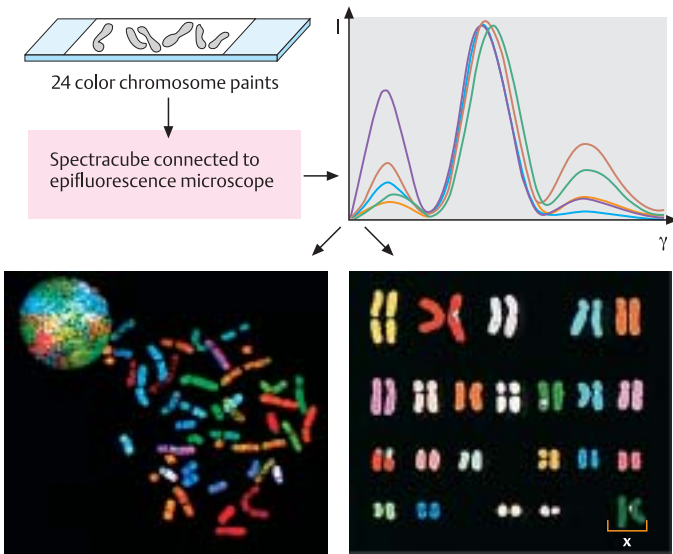 I
24 color chromosome paints
Spectracube connected to
epifluorescence microscope
γ
x